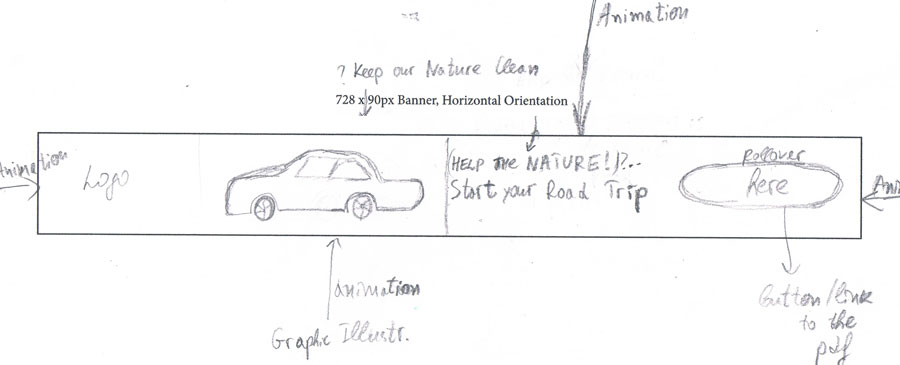 Animation
? Keep our Nature Clean
728 x 90px Banner, Horizontal Orientation
Animation
Logo
(HELP the NATURE!)?..
Start your Road Trip
Rollover
here
Ani
animation
Graphic Illustr.
button/link
to the
pdf